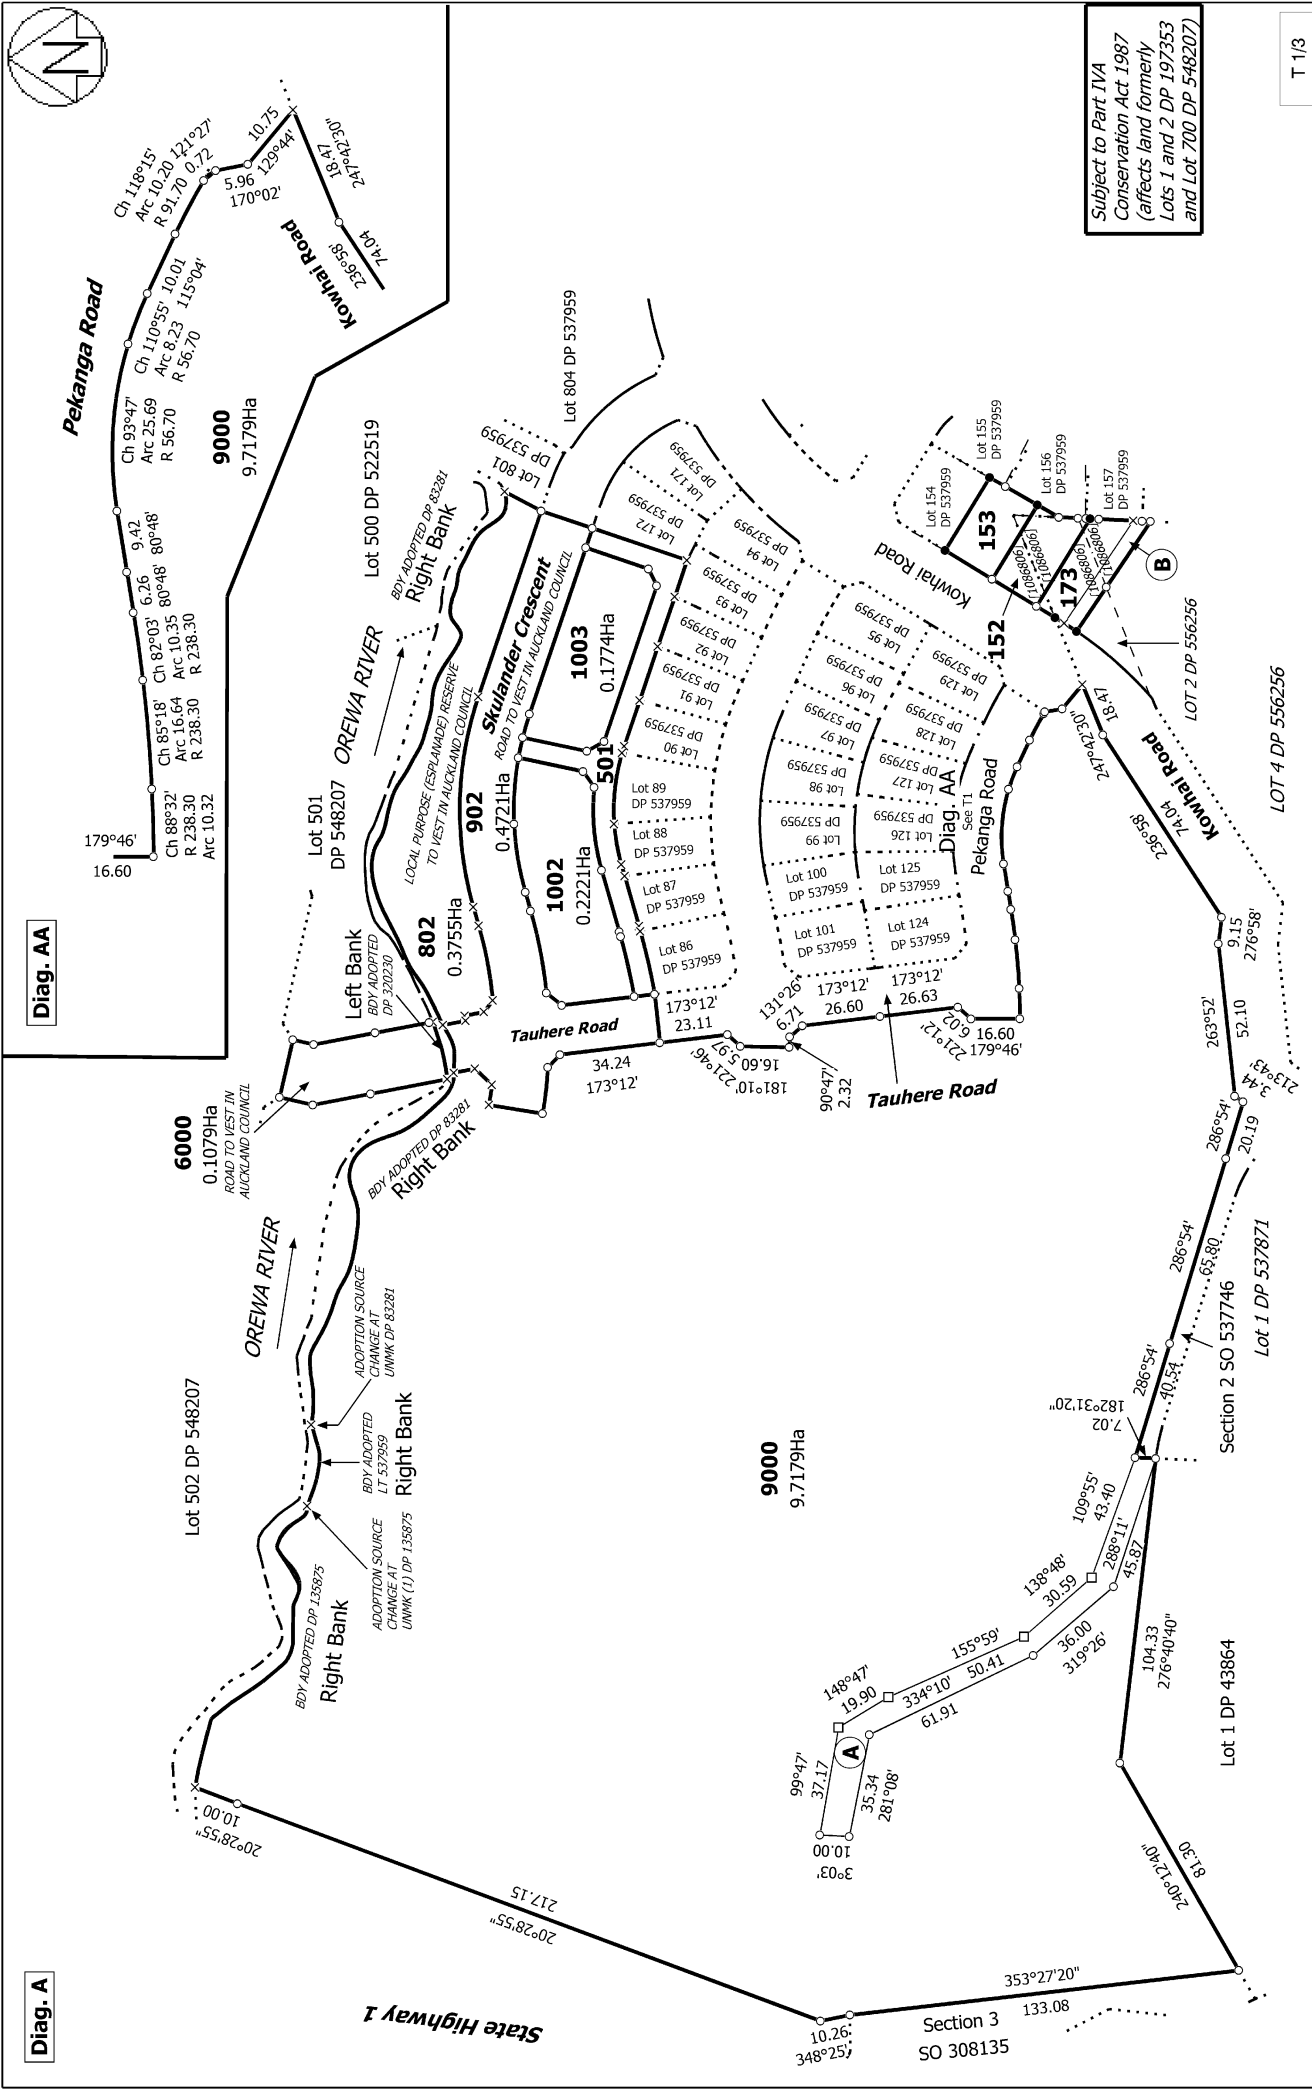 Diag. A
Diag. AA
N
T 1/3
Subject to Part IVA
Conservation Act 1987
(affects land formerly
Lots 1 and 2 DP 197353
and Lot 700 DP 548207)
Pekanga Road
179°46'
16.60
Ch 88°32'
R 238.30
Arc 10.32
Ch 85°18'
Arc 16.64
R 238.30
Ch 82°03'
Arc 10.35
R 238.30
6.26
80°48'
9.42
80°48'
Ch 93°47'
Arc 25.69
R 56.70
Ch 110°55'
Arc 8.23
R 56.70
10.01
115°04'
Ch 118°15'
Arc 10.20
R 91.70
121°27'
0.72
5.96
170°02'
129°44'
10.75
18.47
247°42'30"
236°58'
74.04
Kowhai Road
9000
9.7179Ha
State Highway 1
Lot 502 DP 548207
OREWA RIVER
BDY ADOPTED DP 135875
Right Bank
ADOPTION SOURCE
CHANGE AT
UNMK (1) DP 135875
BDY ADOPTED
LT 537959
Right Bank
ADOPTION SOURCE
CHANGE AT
UNMK DP 83281
6000
0.1079Ha
ROAD TO VEST IN
AUCKLAND COUNCIL
BDY ADOPTED DP 83281
Right Bank
Left Bank
BDY ADOPTED
DP 320230
Lot 501
DP 548207
OREWA RIVER
802
0.3755Ha
LOCAL PURPOSE (ESPLANADE) RESERVE
TO VEST IN AUCKLAND COUNCIL
Lot 500 DP 522519
BDY ADOPTED DP 83281
Right Bank
Lot 801
DP 537959
Lot 804 DP 537959
902
0.4721Ha
Skulander Crescent
ROAD TO VEST IN AUCKLAND COUNCIL
1002
0.2221Ha
1003
0.1774Ha
501
Lot 172
DP 537959
Lot 171
DP 537959
Lot 86
DP 537959
Lot 87
DP 537959
Lot 88
DP 537959
Lot 89
DP 537959
Lot 90
DP 537959
Lot 91
DP 537959
Lot 92
DP 537959
Lot 93
DP 537959
Lot 94
DP 537959
Lot 95
DP 537959
Lot 96
DP 537959
Lot 97
DP 537959
Lot 98
DP 537959
Lot 99
DP 537959
Lot 100
DP 537959
Lot 101
DP 537959
Lot 124
DP 537959
Lot 125
DP 537959
Lot 126
DP 537959
Lot 127
DP 537959
Lot 128
DP 537959
Lot 129
DP 537959
Tauhere Road
34.24
173°12'
173°12'
23.11
221°46'
5.97
16.60
181°10'
90°47'
2.32
131°26'
6.71
173°12'
26.60
173°12'
26.63
221°12'
6.02
16.60
179°46'
Tauhere Road
Diag. AA
See T1
Pekanga Road
Kowhai Road
Lot 154
DP 537959
Lot 155
DP 537959
Lot 156
DP 537959
Lot 157
DP 537959
153
152
173
[1086806]
[1086806]
[1086806]
B
LOT 2 DP 556256
LOT 4 DP 556256
247°42'30"
18.47
236°58'
74.04
Kowhai Road
9.15
276°58'
263°52'
52.10
3.44
213°43'
286°54'
20.19
286°54'
65.80
286°54'
40.54
Section 2 SO 537746
Lot 1 DP 537871
182°31'20"
7.02
9000
9.7179Ha
109°55'
43.40
288°11'
45.87
138°48'
30.59
36.00
319°26'
155°59'
50.41
334°10'
61.91
148°47'
19.90
99°47'
37.17
A
35.34
281°08'
10.00
3°03'
104.33
276°40'40"
Lot 1 DP 43864
240°12'40"
81.30
353°27'20"
133.08
Section 3
SO 308135
10.26
348°25'
217.15
20°28'55"
10.00
20°28'55"